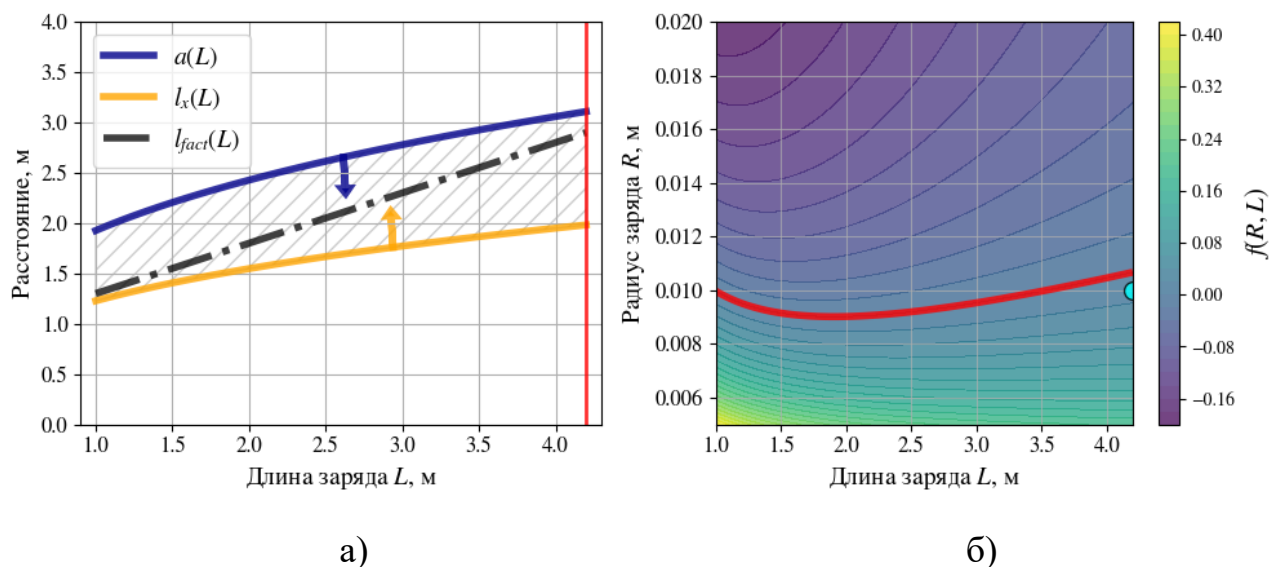 4.0
3.5
3.0
2.5
2.0
1.5
1.0
0.5
0.0
Расстояние, м
a(L)
l_x(L)
l_{fact}(L)
1.0 1.5 2.0 2.5 3.0 3.5 4.0
Длина заряда L, м
а)
0.020
0.018
0.016
0.014
0.012
0.010
0.008
0.006
Радиус заряда R, м
1.0 1.5 2.0 2.5 3.0 3.5 4.0
Длина заряда L, м
0.40
0.32
0.24
0.16
0.08
0.00
−0.08
−0.16
f(R, L)
б)